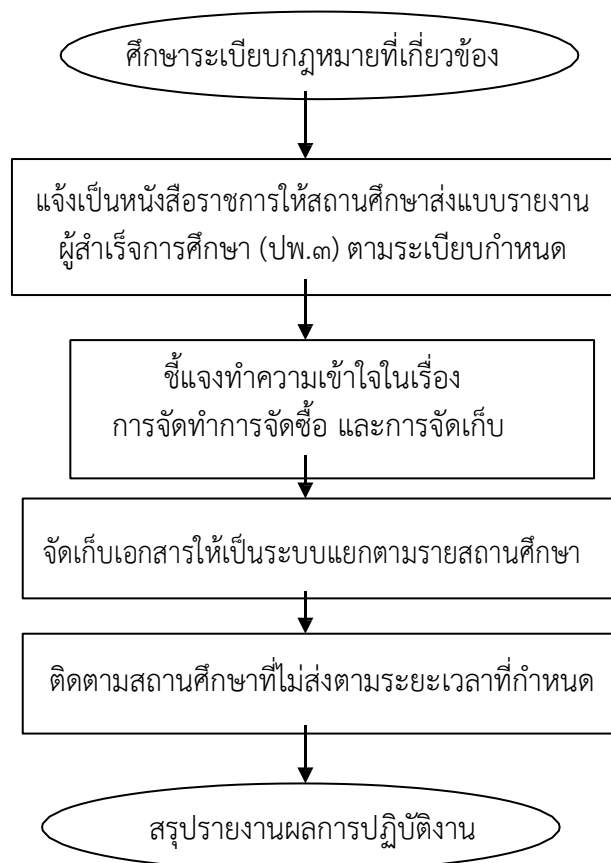 ศึกษาระเบียบกฎหมายที่เกี่ยวข้อง
แจ้งเป็นหนังสือราชการให้สถานศึกษาส่งแบบรายงาน
ผู้สำเร็จการศึกษา (ปพ.๓) ตามระเบียบกำหนด
ชี้แจงทำความเข้าใจในเรื่อง
การจัดทำการจัดซื้อ และการจัดเก็บ
จัดเก็บเอกสารให้เป็นระบบแยกตามรายสถานศึกษา
ติดตามสถานศึกษาที่ไม่ส่งตามระยะเวลาที่กำหนด
สรุปรายงานผลการปฏิบัติงาน